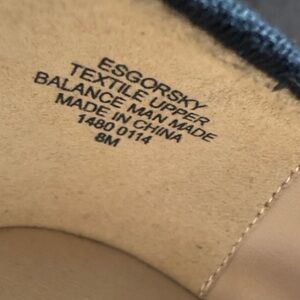 ESGORSKY
TEXTILE UPPER
BALANCE MAN MADE
MADE IN CHINA
1480 0114
8M